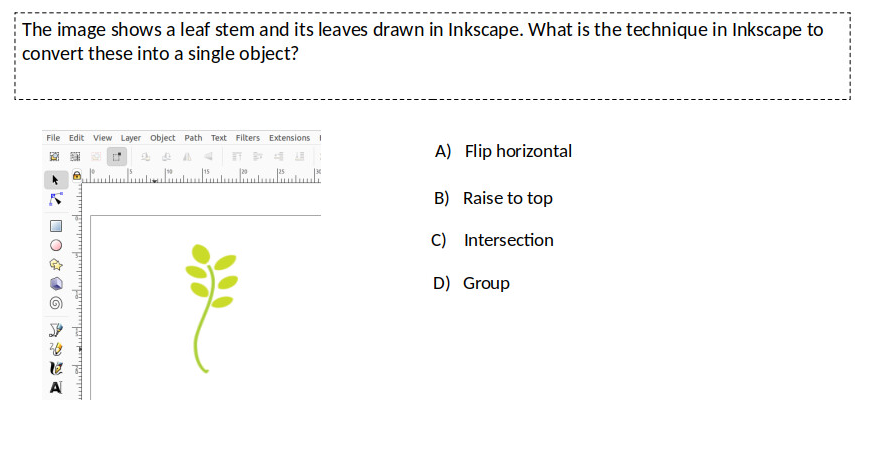 The image shows a leaf stem and its leaves drawn in Inkscape. What is the technique in Inkscape to
convert these into a single object?
File Edit View Layer Object Path Text Filters Extensions
A) Flip horizontal
B) Raise to top
C) Intersection
D) Group